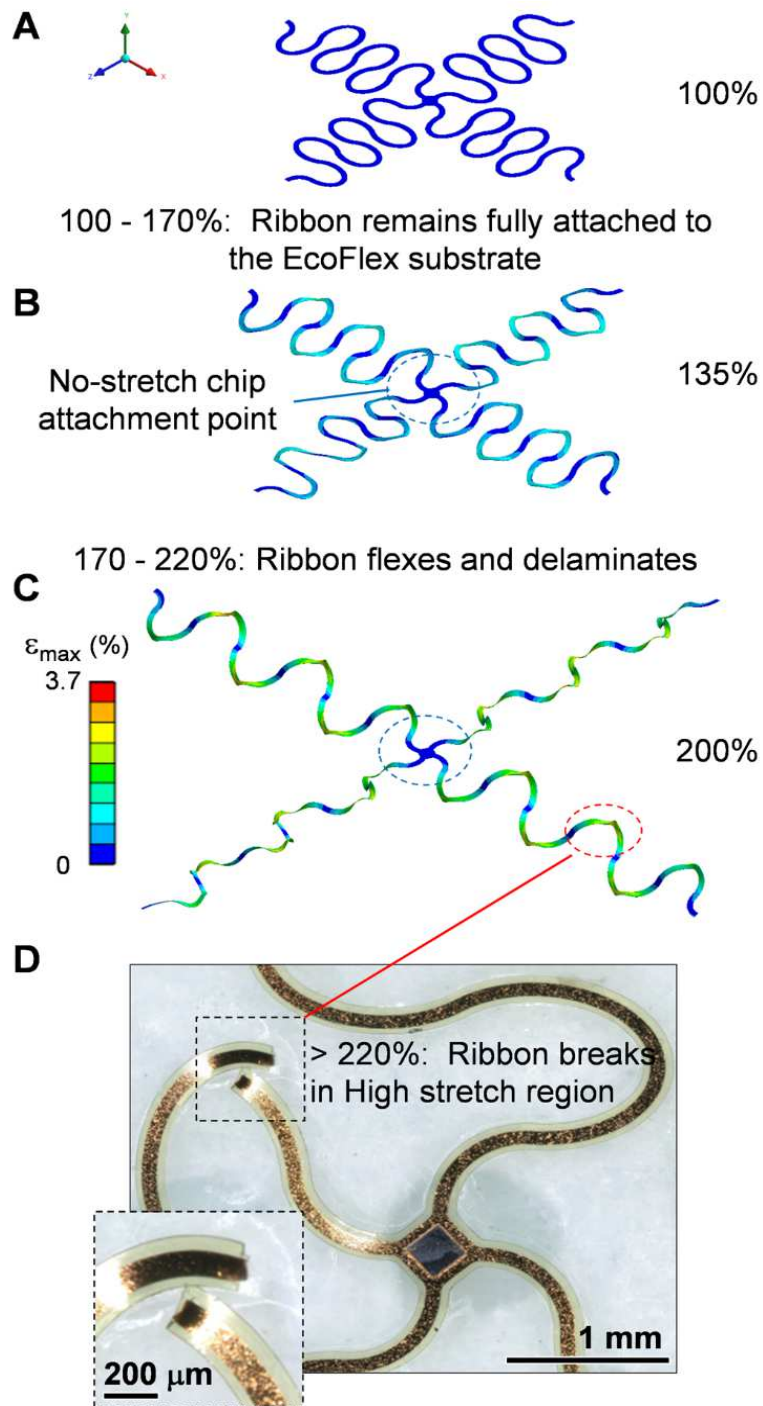 A
Y
Z
X
100%
100 - 170%: Ribbon remains fully attached to
the EcoFlex substrate
B
No-stretch chip
attachment point
135%
170 - 220%: Ribbon flexes and delaminates
C
εmax (%)
3.7
0
200%
D
> 220%: Ribbon breaks
in High stretch region
200 μm
1 mm